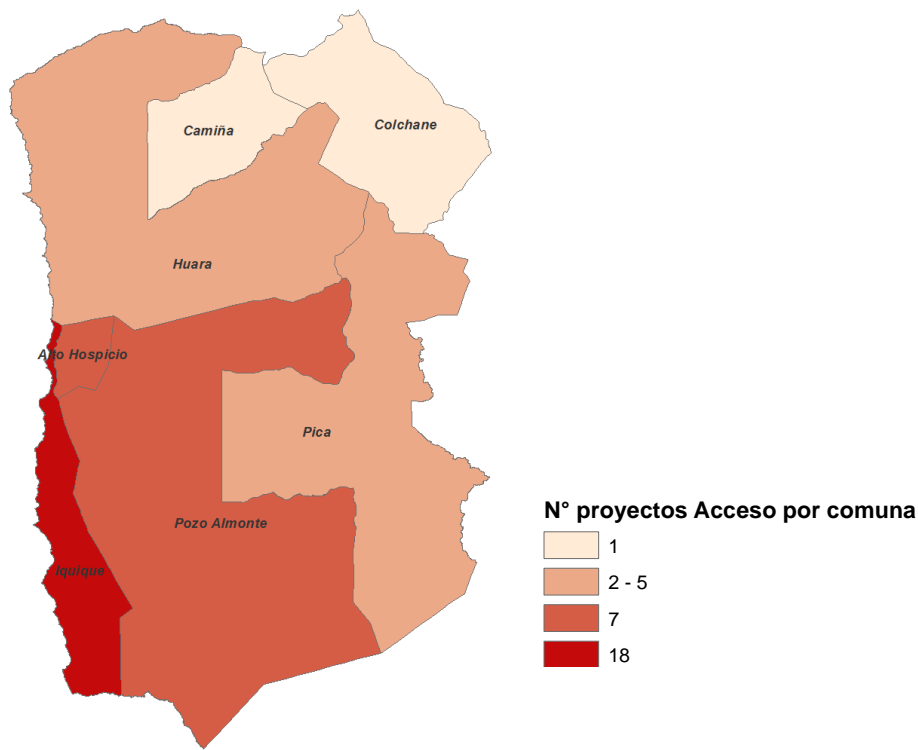 Camiña
Colchane
Huara
Alto Hospicio
Pica
Pozo Almonte
Iquique
N° proyectos Acceso por comuna
1
2 - 5
7
18